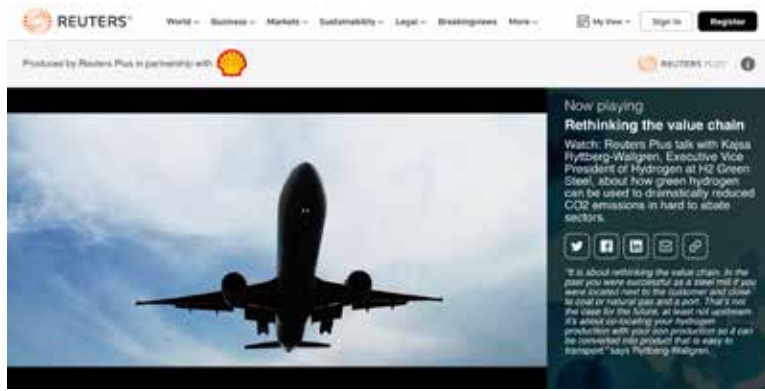 REUTERS®
World Business Markets Sustainability Legal Breakingviews More
My View Sign In Register
Produced by Reuters Plus in partnership with
REUTERS PLUS
Now playing
Rethinking the value chain
Watch: Reuters Plus talk with Kajsa
Ryttberg-Wallgren, Executive Vice
President of Hydrogen at H2 Green
Steel, about how green hydrogen
can be used to dramatically reduced
CO2 emissions in hard to abate
sectors.
"It is about rethinking the value chain. In the
past you were successful as a steel mill if you
were located next to the customer and close
to coal or natural gas and a port. That's not
the case for the future, at least not upstream.
It's about co-locating your hydrogen
production with your iron production so it can
be converted into product that is easy to
transport." says Ryttberg-Wallgren.